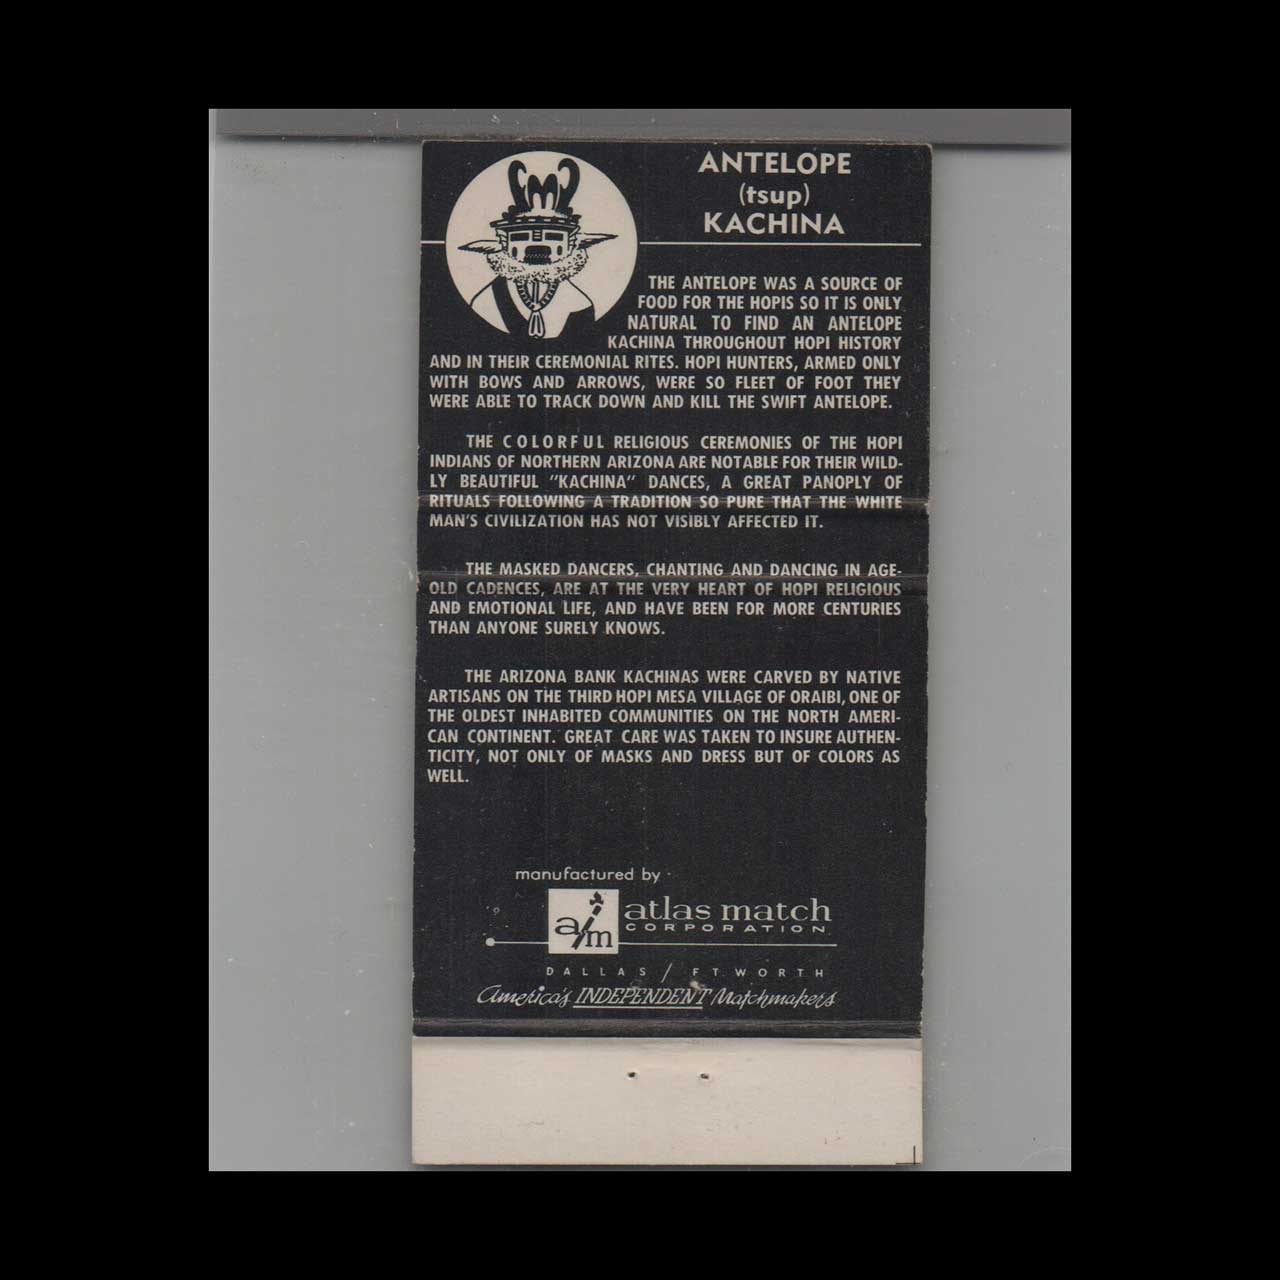 ANTELOPE
(tsup)
KACHINA
THE ANTELOPE WAS A SOURCE OF
FOOD FOR THE HOPIS SO IT IS ONLY
NATURAL TO FIND AN ANTELOPE
KACHINA THROUGHOUT HOPI HISTORY
AND IN THEIR CEREMONIAL RITES. HOPI HUNTERS, ARMED ONLY
WITH BOWS AND ARROWS, WERE SO FLEET OF FOOT THEY
WERE ABLE TO TRACK DOWN AND KILL THE SWIFT ANTELOPE.
THE COLORFUL RELIGIOUS CEREMONIES OF THE HOPI
INDIANS OF NORTHERN ARIZONA ARE NOTABLE FOR THEIR WILD-
LY BEAUTIFUL "KACHINA" DANCES, A GREAT PANOPLY OF
RITUALS FOLLOWING A TRADITION SO PURE THAT THE WHITE
MAN'S CIVILIZATION HAS NOT VISIBLY AFFECTED IT.
THE MASKED DANCERS, CHANTING AND DANCING IN AGE-
OLD CADENCES, ARE AT THE VERY HEART OF HOPI RELIGIOUS
AND EMOTIONAL LIFE, AND HAVE BEEN FOR MORE CENTURIES
THAN ANYONE SURELY KNOWS.
THE ARIZONA BANK KACHINAS WERE CARVED BY NATIVE
ARTISANS ON THE THIRD HOPI MESA VILLAGE OF ORAIBI, ONE OF
THE OLDEST INHABITED COMMUNITIES ON THE NORTH AMERI-
CAN CONTINENT. GREAT CARE WAS TAKEN TO INSURE AUTHEN-
TICITY, NOT ONLY OF MASKS AND DRESS BUT OF COLORS AS
WELL.
manufactured by
a/m atlas match
CORPORATION
DALLAS / FT. WORTH
America's INDEPENDENT Matchmakers